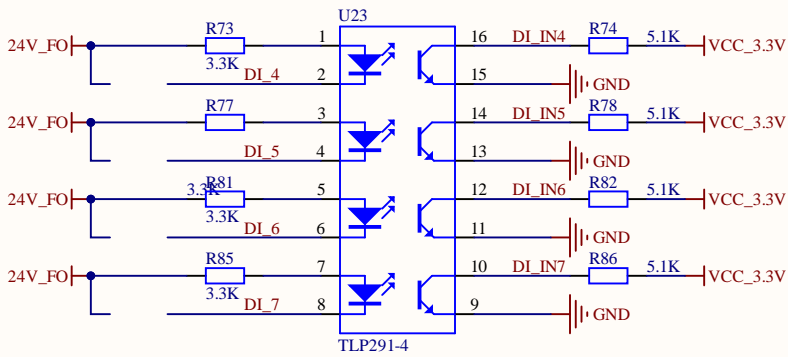 U23
24V_FO R73 3.3K 1 16 DI_IN4 R74 5.1K VCC_3.3V
DI_4 2 15 GND
24V_FO R77 3 14 DI_IN5 R78 5.1K VCC_3.3V
DI_5 4 13 GND
24V_FO 3.3K R81 3.3K 5 12 DI_IN6 R82 5.1K VCC_3.3V
DI_6 6 11 GND
24V_FO R85 3.3K 7 10 DI_IN7 R86 5.1K VCC_3.3V
DI_7 8 9 GND
TLP291-4